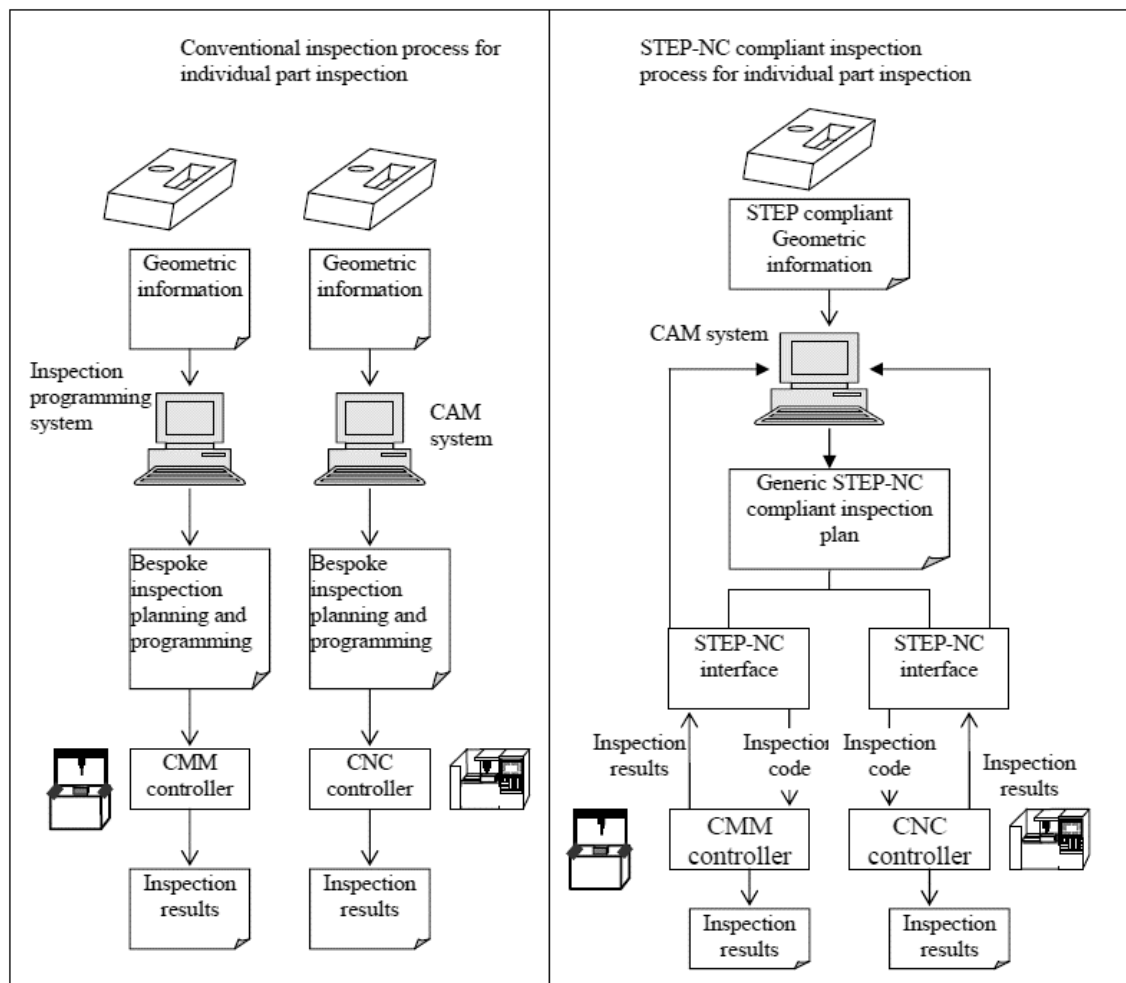 Conventional inspection process for
individual part inspection
Geometric
information
Geometric
information
Inspection
programming
system
CAM
system
Bespoke
inspection
planning and
programming
Bespoke
inspection
planning and
programming
CMM
controller
CNC
controller
Inspection
results
Inspection
results
STEP-NC compliant inspection
process for individual part inspection
STEP compliant
Geometric
information
CAM system
Generic STEP-NC
compliant inspection
plan
STEP-NC
interface
STEP-NC
interface
Inspection
results
Inspection
code
Inspection
code
Inspection
results
CMM
controller
CNC
controller
Inspection
results
Inspection
results